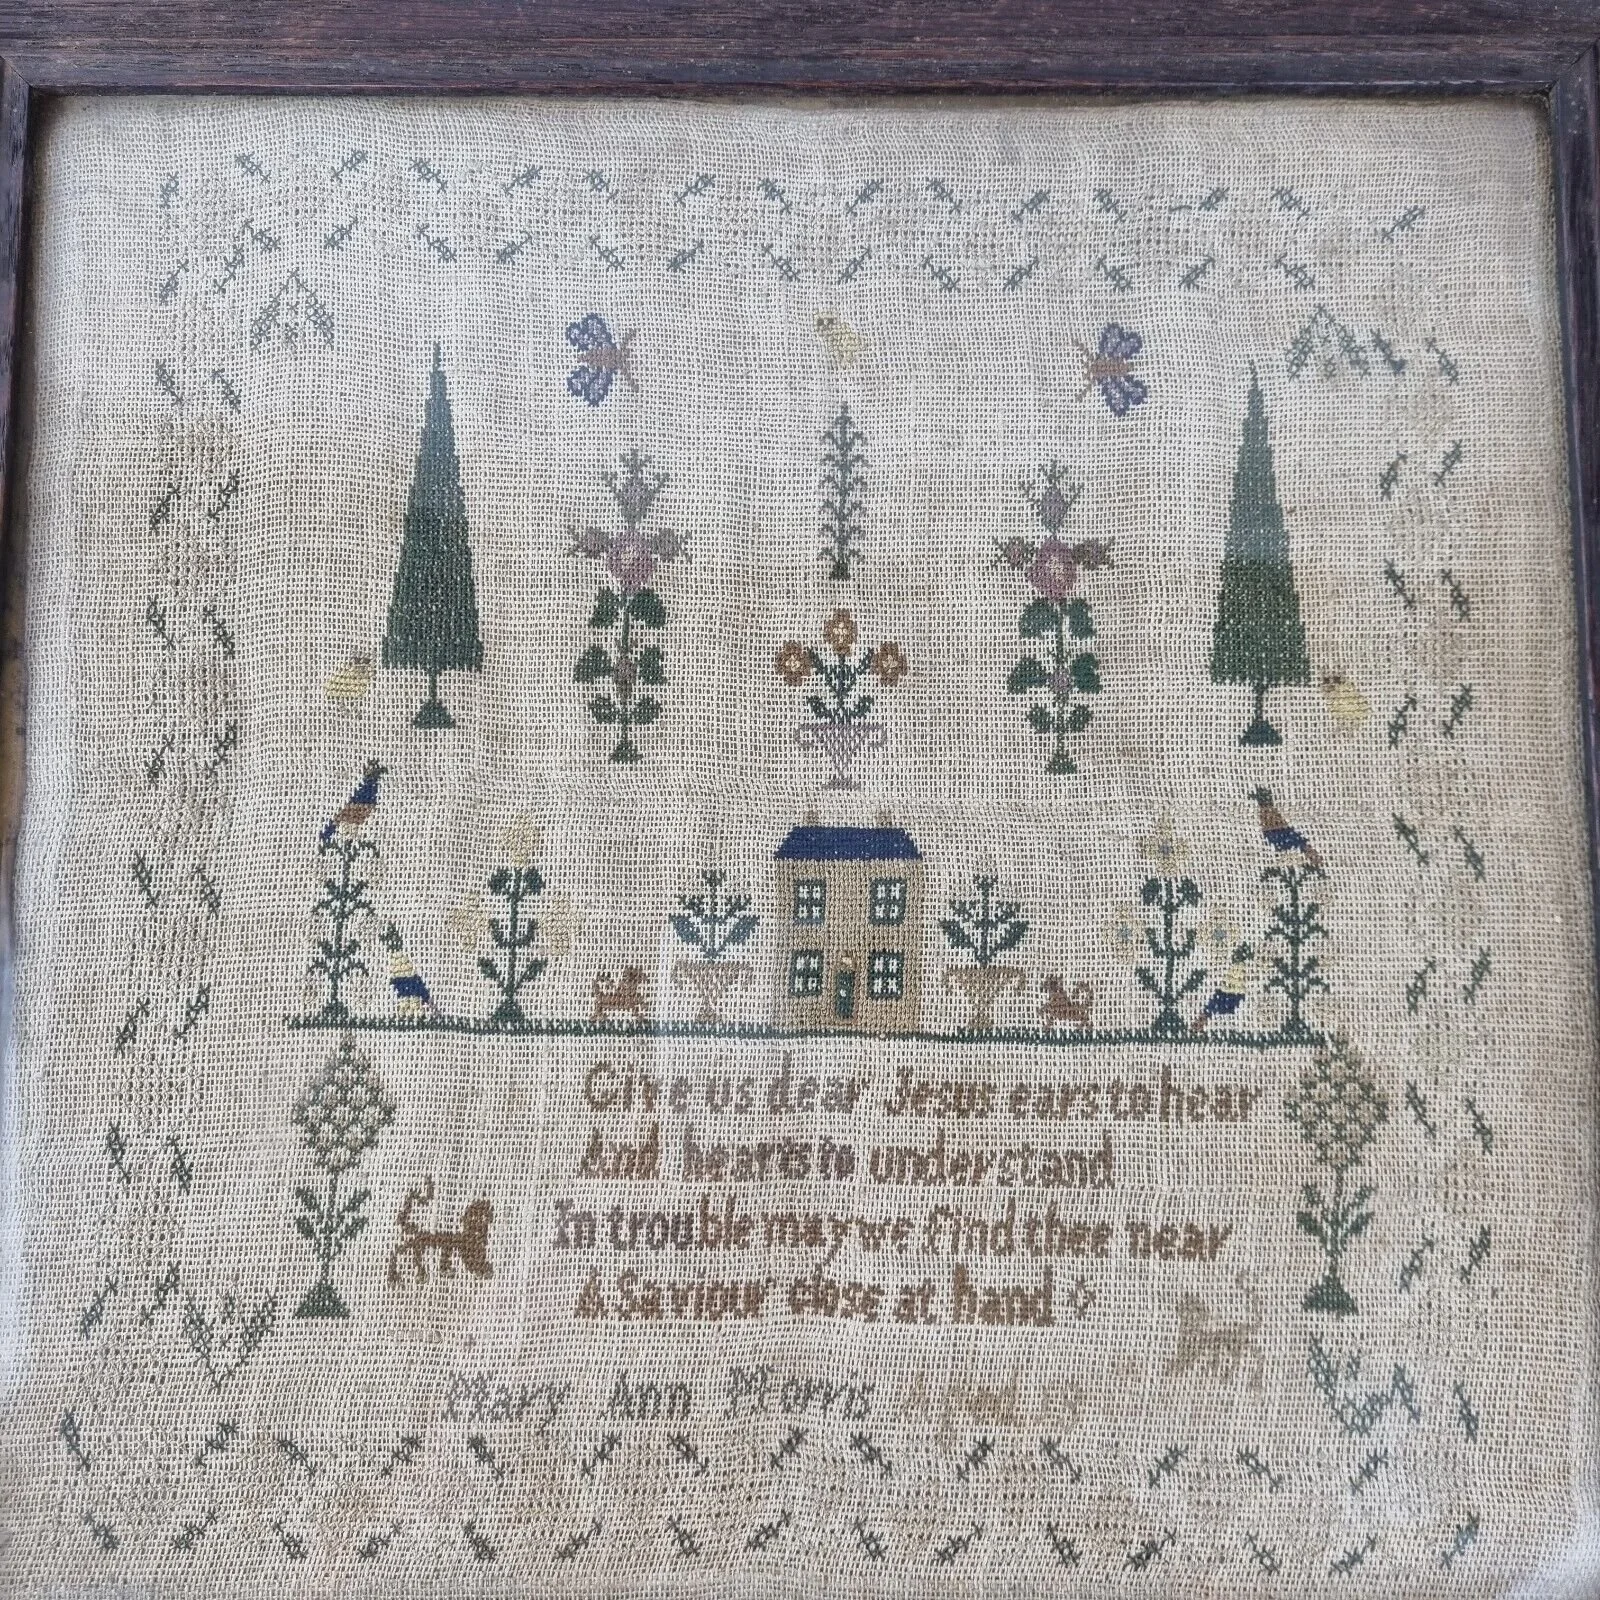 Give us dear Jesus ears to hear
And hearts to understand
In trouble may we find thee near
A Saviour close at hand
Mary Ann Morris Aged